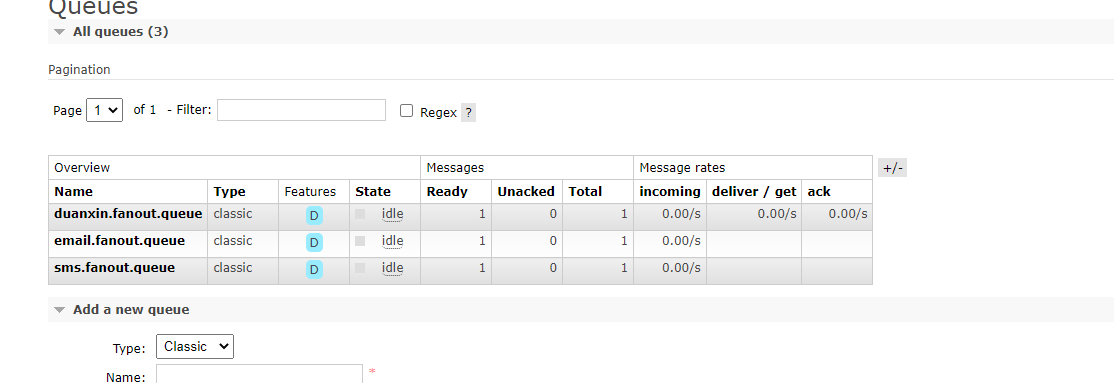 Queues
All queues (3)
Pagination
Page 1 of 1 - Filter: Regex ?
Overview Messages Message rates +/-
Name Type Features State Ready Unacked Total incoming deliver / get ack
duanxin.fanout.queue classic D idle 1 0 1 0.00/s 0.00/s 0.00/s
email.fanout.queue classic D idle 1 0 1 0.00/s
sms.fanout.queue classic D idle 1 0 1 0.00/s
Add a new queue
Type: Classic
Name: *